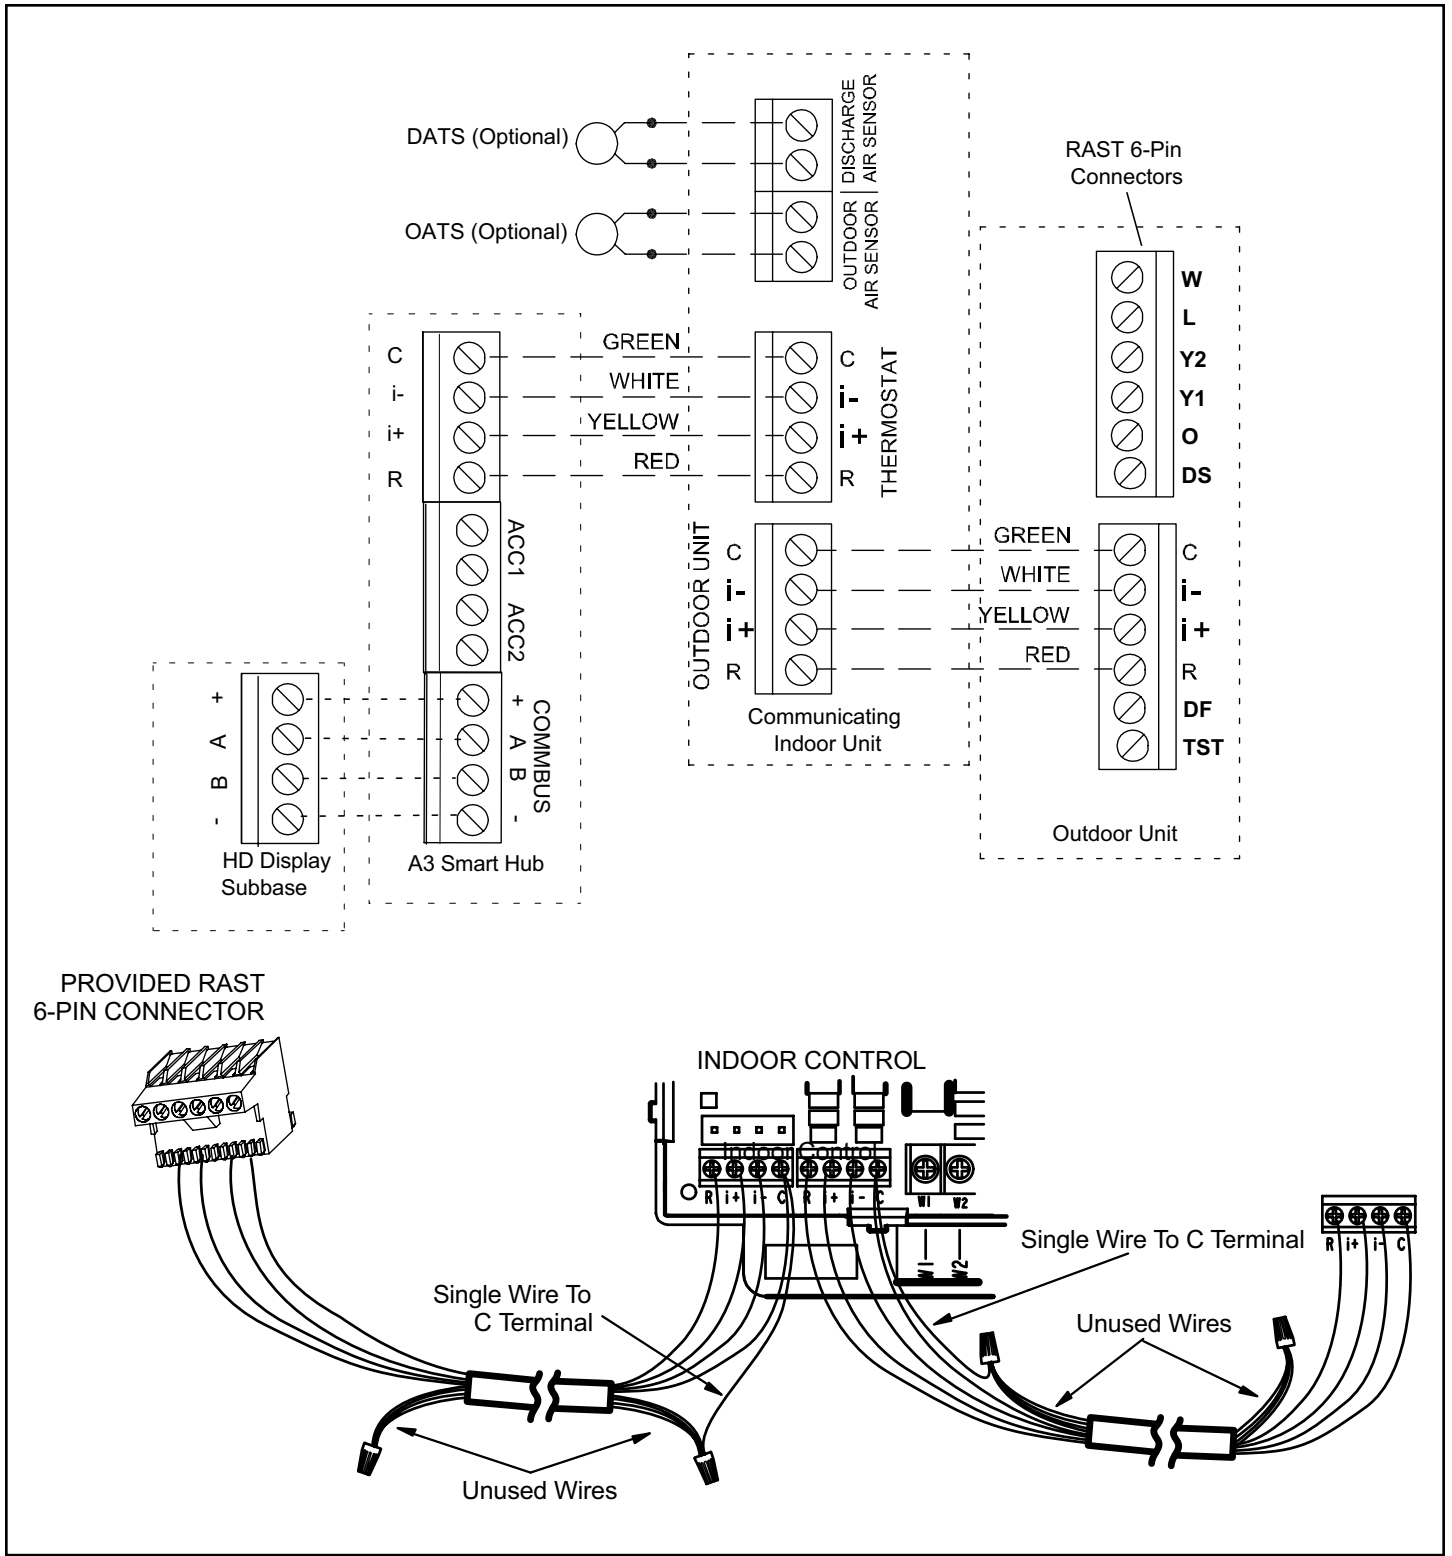 DATS (Optional)
OATS (Optional)
DISCHARGE
AIR SENSOR
OUTDOOR
AIR SENSOR
RAST 6-Pin
Connectors
W
L
Y2
Y1
O
DS
C
i-
i+
R
GREEN
WHITE
YELLOW
RED
C
i-
i+
R
THERMOSTAT
ACC1
ACC2
OUTDOOR UNIT
C
i-
i+
R
GREEN
WHITE
YELLOW
RED
C
i-
i+
R
DF
TST
Communicating
Indoor Unit
Outdoor Unit
+
A
B
-
+
A
B
-
COMMBUS
HD Display
Subbase
A3 Smart Hub
PROVIDED RAST
6-PIN CONNECTOR
INDOOR CONTROL
Indoor Control
R i+ i- C R i+ i- C
W1 W2
W1
W2
R i+ i- C
Single Wire To C Terminal
Single Wire To
C Terminal
Unused Wires
Unused Wires